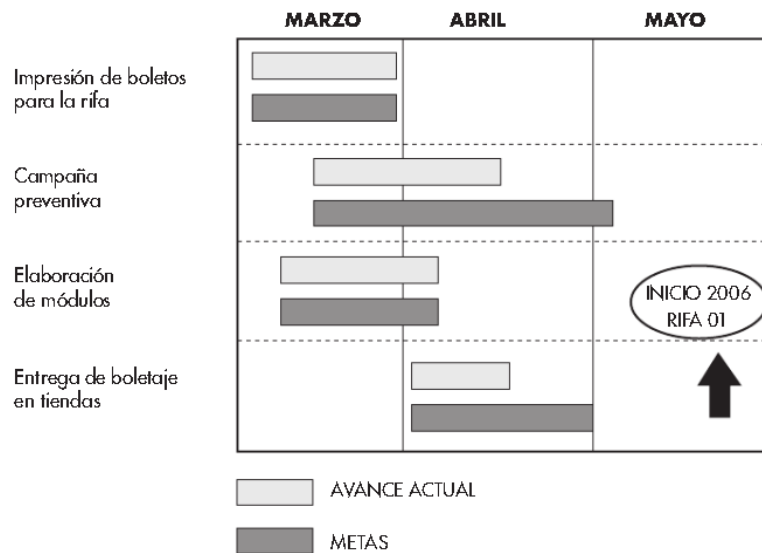 MARZO ABRIL MAYO
Impresión de boletos
para la rifa
Campaña
preventiva
Elaboración
de módulos
INICIO 2006
RIFA 01
Entrega de boletaje
en tiendas
AVANCE ACTUAL
METAS